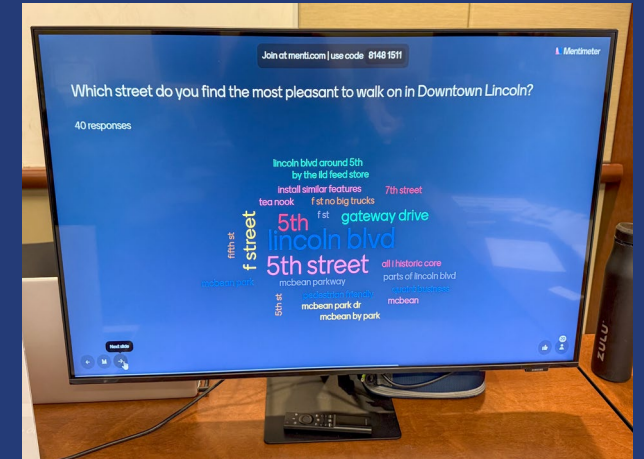 Join at menti.com | use code 8148 1511
Mentimeter
Which street do you find the most pleasant to walk on in Downtown Lincoln?
40 responses
lincoln blvd around 5th
by the lld feed store
install similar features
7th street
tea nook
f st no big trucks
5th
f st
gateway drive
f street
fifth st
lincoln blvd
5th street
all l historic core
parts of lincoln blvd
mcbean parkway
mcbean
5th st
mcbean park dr
mcbean by park
Next slide
ZULU